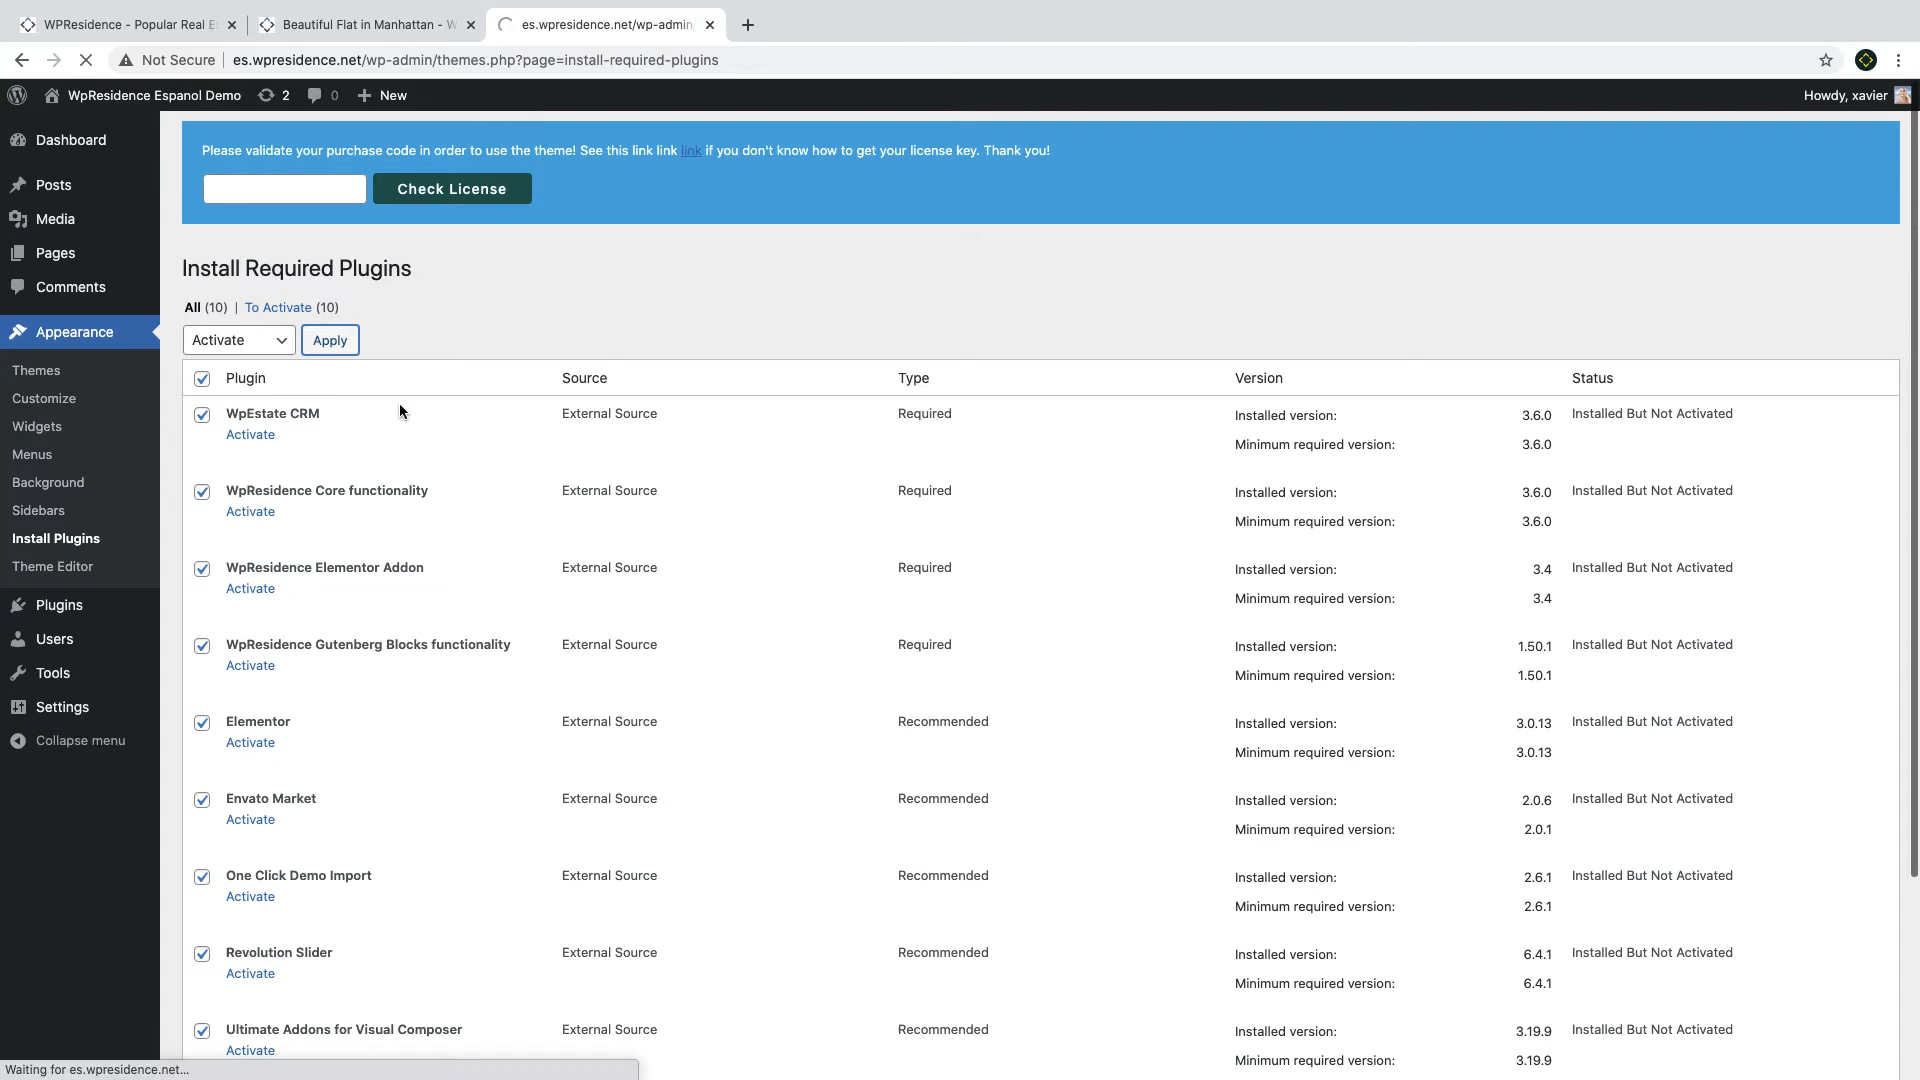 WPResidence - Popular Real E
Beautiful Flat in Manhattan - W
es.wpresidence.net/wp-admin
Not Secure
es.wpresidence.net/wp-admin/themes.php?page=install-required-plugins
WpResidence Espanol Demo
2
0
New
Howdy, xavier
Dashboard
Posts
Media
Pages
Comments
Appearance
Themes
Customize
Widgets
Menus
Background
Sidebars
Install Plugins
Theme Editor
Plugins
Users
Tools
Settings
Collapse menu
Please validate your purchase code in order to use the theme! See this link link link if you don't know how to get your license key. Thank you!
Check License
Install Required Plugins
All (10) | To Activate (10)
Activate
Apply
Plugin Source Type Version Status
WpEstate CRM External Source Required Installed version: 3.6.0 Installed But Not Activated
Activate Minimum required version: 3.6.0
WpResidence Core functionality External Source Required Installed version: 3.6.0 Installed But Not Activated
Activate Minimum required version: 3.6.0
WpResidence Elementor Addon External Source Required Installed version: 3.4 Installed But Not Activated
Activate Minimum required version: 3.4
WpResidence Gutenberg Blocks functionality External Source Required Installed version: 1.50.1 Installed But Not Activated
Activate Minimum required version: 1.50.1
Elementor External Source Recommended Installed version: 3.0.13 Installed But Not Activated
Activate Minimum required version: 3.0.13
Envato Market External Source Recommended Installed version: 2.0.6 Installed But Not Activated
Activate Minimum required version: 2.0.1
One Click Demo Import External Source Recommended Installed version: 2.6.1 Installed But Not Activated
Activate Minimum required version: 2.6.1
Revolution Slider External Source Recommended Installed version: 6.4.1 Installed But Not Activated
Activate Minimum required version: 6.4.1
Ultimate Addons for Visual Composer External Source Recommended Installed version: 3.19.9 Installed But Not Activated
Activate Minimum required version: 3.19.9
Waiting for es.wpresidence.net...